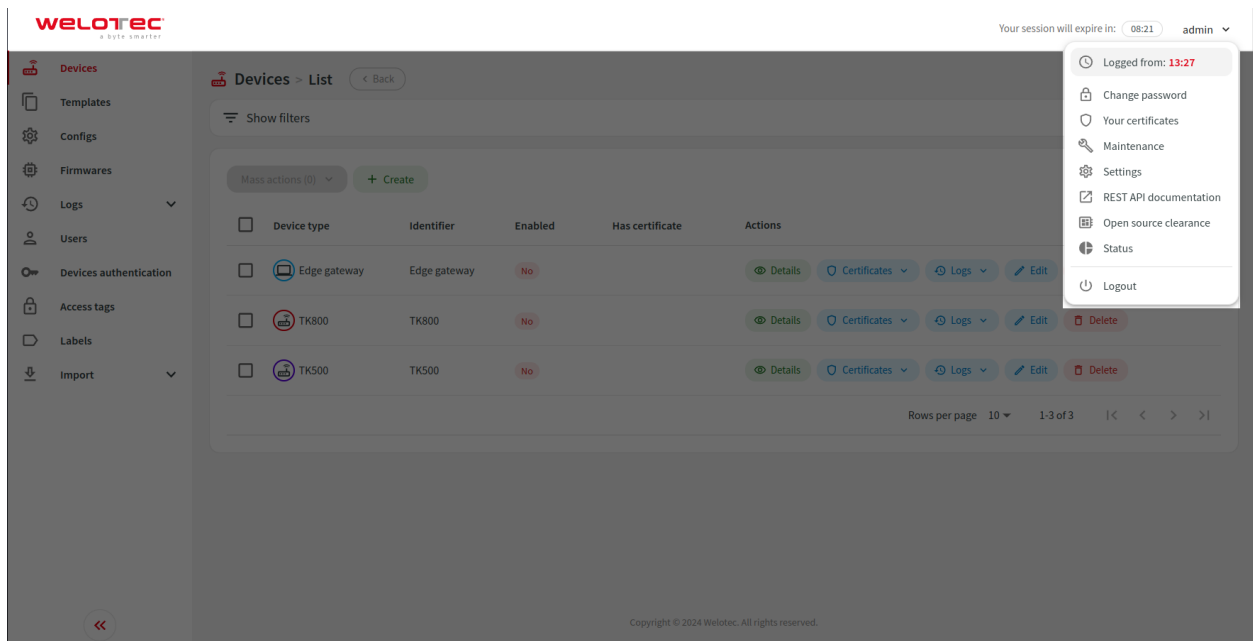 welotec
a byte smarter
Your session will expire in: 08:21 admin
Logged from: 13:27
Change password
Your certificates
Maintenance
Settings
REST API documentation
Open source clearance
Status
Logout
Devices
Templates
Configs
Firmwares
Logs
Users
Devices authentication
Access tags
Labels
Import
Devices > List < Back
Show filters
Mass actions (0) + Create
Device type Identifier Enabled Has certificate Actions
Edge gateway Edge gateway No Details Certificates Logs Edit
TK800 TK800 No Details Certificates Logs Edit Delete
TK500 TK500 No Details Certificates Logs Edit Delete
Rows per page 10 1-3 of 3
Copyright © 2024 Welotec. All rights reserved.